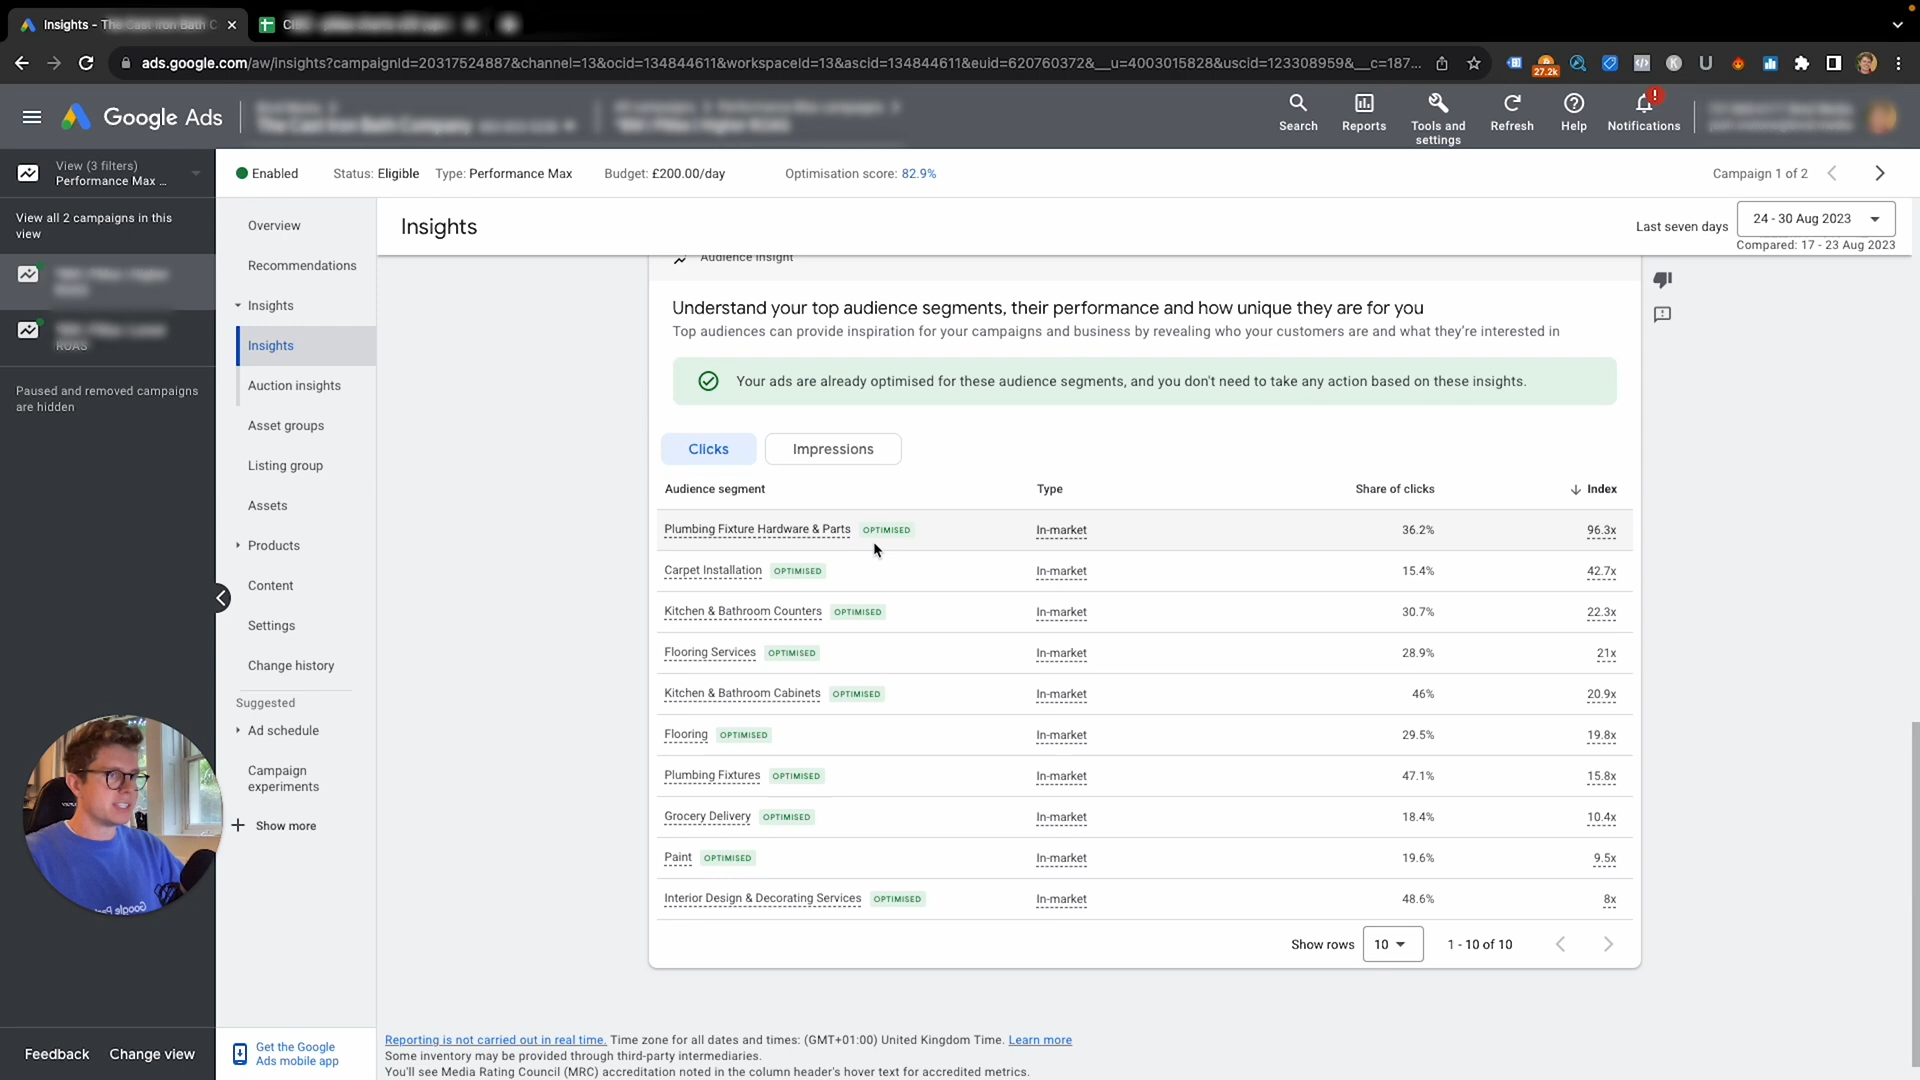 Insights - The Cast Iron Bath C
ads.google.com/aw/insights?campaignId=20317524887&channel=13&ocid=134844611&workspaceId=13&ascid=134844611&euid=620760372&__u=4003015828&uscid=123308959&__c=187...
27.2k
Google Ads
The Cast Iron Bath Company
Search
Reports
Tools and settings
Refresh
Help
Notifications
View (3 filters)
Performance Max ...
Enabled
Status: Eligible
Type: Performance Max
Budget: £200.00/day
Optimisation score: 82.9%
Campaign 1 of 2
View all 2 campaigns in this
view
ROAS
Paused and removed campaigns
are hidden
Overview
Recommendations
Insights
Insights
Auction insights
Asset groups
Listing group
Assets
Products
Content
Settings
Change history
Suggested
Ad schedule
Campaign
experiments
Show more
Insights
Last seven days
24 - 30 Aug 2023
Compared: 17 - 23 Aug 2023
Audience insight
Understand your top audience segments, their performance and how unique they are for you
Top audiences can provide inspiration for your campaigns and business by revealing who your customers are and what they're interested in
Your ads are already optimised for these audience segments, and you don't need to take any action based on these insights.
Clicks
Impressions
Audience segment Type Share of clicks Index
Plumbing Fixture Hardware & Parts OPTIMISED In-market 36.2% 96.3x
Carpet Installation OPTIMISED In-market 15.4% 42.7x
Kitchen & Bathroom Counters OPTIMISED In-market 30.7% 22.3x
Flooring Services OPTIMISED In-market 28.9% 21x
Kitchen & Bathroom Cabinets OPTIMISED In-market 46% 20.9x
Flooring OPTIMISED In-market 29.5% 19.8x
Plumbing Fixtures OPTIMISED In-market 47.1% 15.8x
Grocery Delivery OPTIMISED In-market 18.4% 10.4x
Paint OPTIMISED In-market 19.6% 9.5x
Interior Design & Decorating Services OPTIMISED In-market 48.6% 8x
Show rows 10 1 - 10 of 10
Feedback
Change view
Get the Google
Ads mobile app
Reporting is not carried out in real time. Time zone for all dates and times: (GMT+01:00) United Kingdom Time. Learn more
Some inventory may be provided through third-party intermediaries.
You'll see Media Rating Council (MRC) accreditation noted in the column header's hover text for accredited metrics.